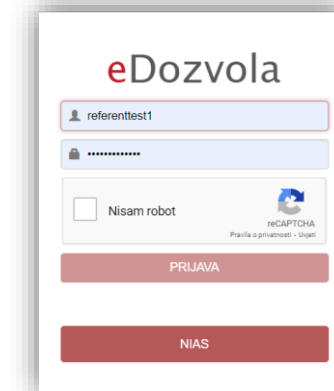 eDozvola
referenttest1
•••••••••••••
Nisam robot
reCAPTCHA
Pravila o privatnosti - Uvjeti
PRIJAVA
NIAS